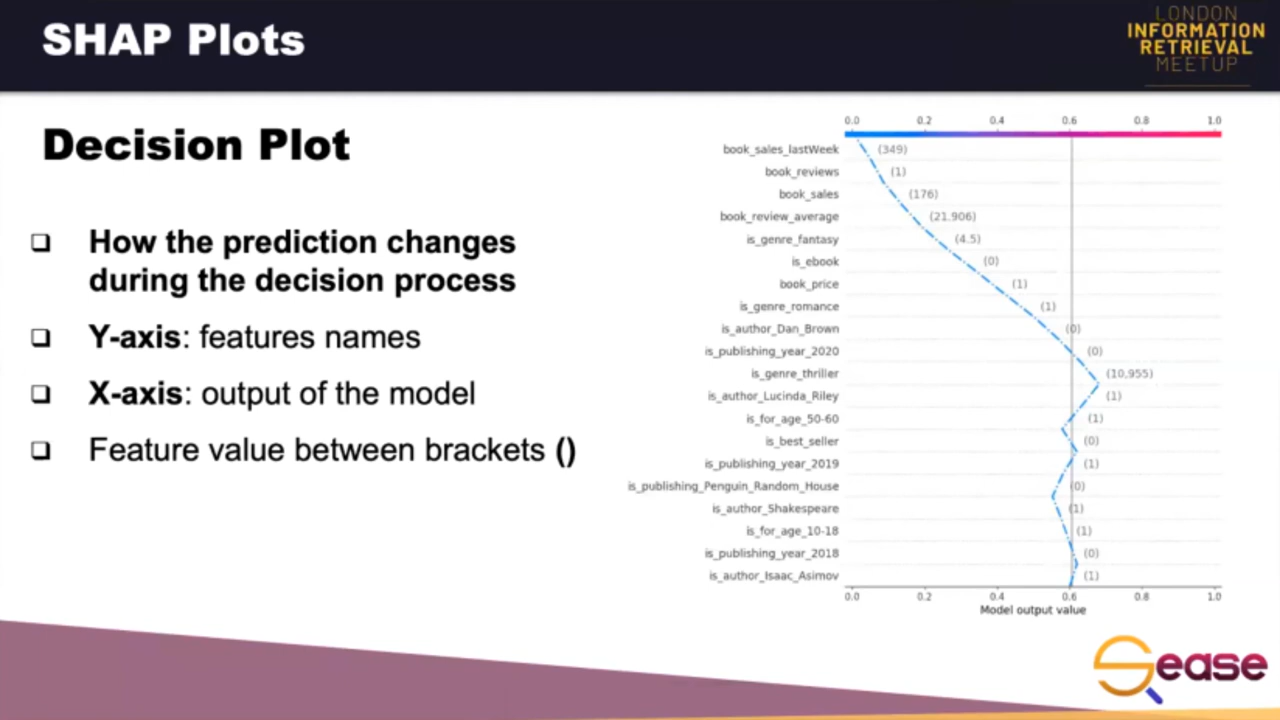 SHAP Plots
LONDON
INFORMATION
RETRIEVAL
MEETUP
Decision Plot
How the prediction changes
during the decision process
Y-axis: features names
X-axis: output of the model
Feature value between brackets ()
0.0 0.2 0.4 0.6 0.8 1.0
book_sales_lastWeek (349)
book_reviews (1)
book_sales (176)
book_review_average (21.906)
is_genre_fantasy (4.5)
is_ebook (0)
book_price (1)
is_genre_romance (1)
is_author_Dan_Brown (0)
is_publishing_year_2020 (0)
is_genre_thriller (10,955)
is_author_Lucinda_Riley (1)
is_for_age_50-60 (1)
is_best_seller (0)
is_publishing_year_2019 (1)
is_publishing_Penguin_Random_House (0)
is_author_Shakespeare (1)
is_for_age_10-18 (1)
is_publishing_year_2018 (0)
is_author_Isaac_Asimov (1)
0.0 0.2 0.4 0.6 0.8 1.0
Model output value
Sease